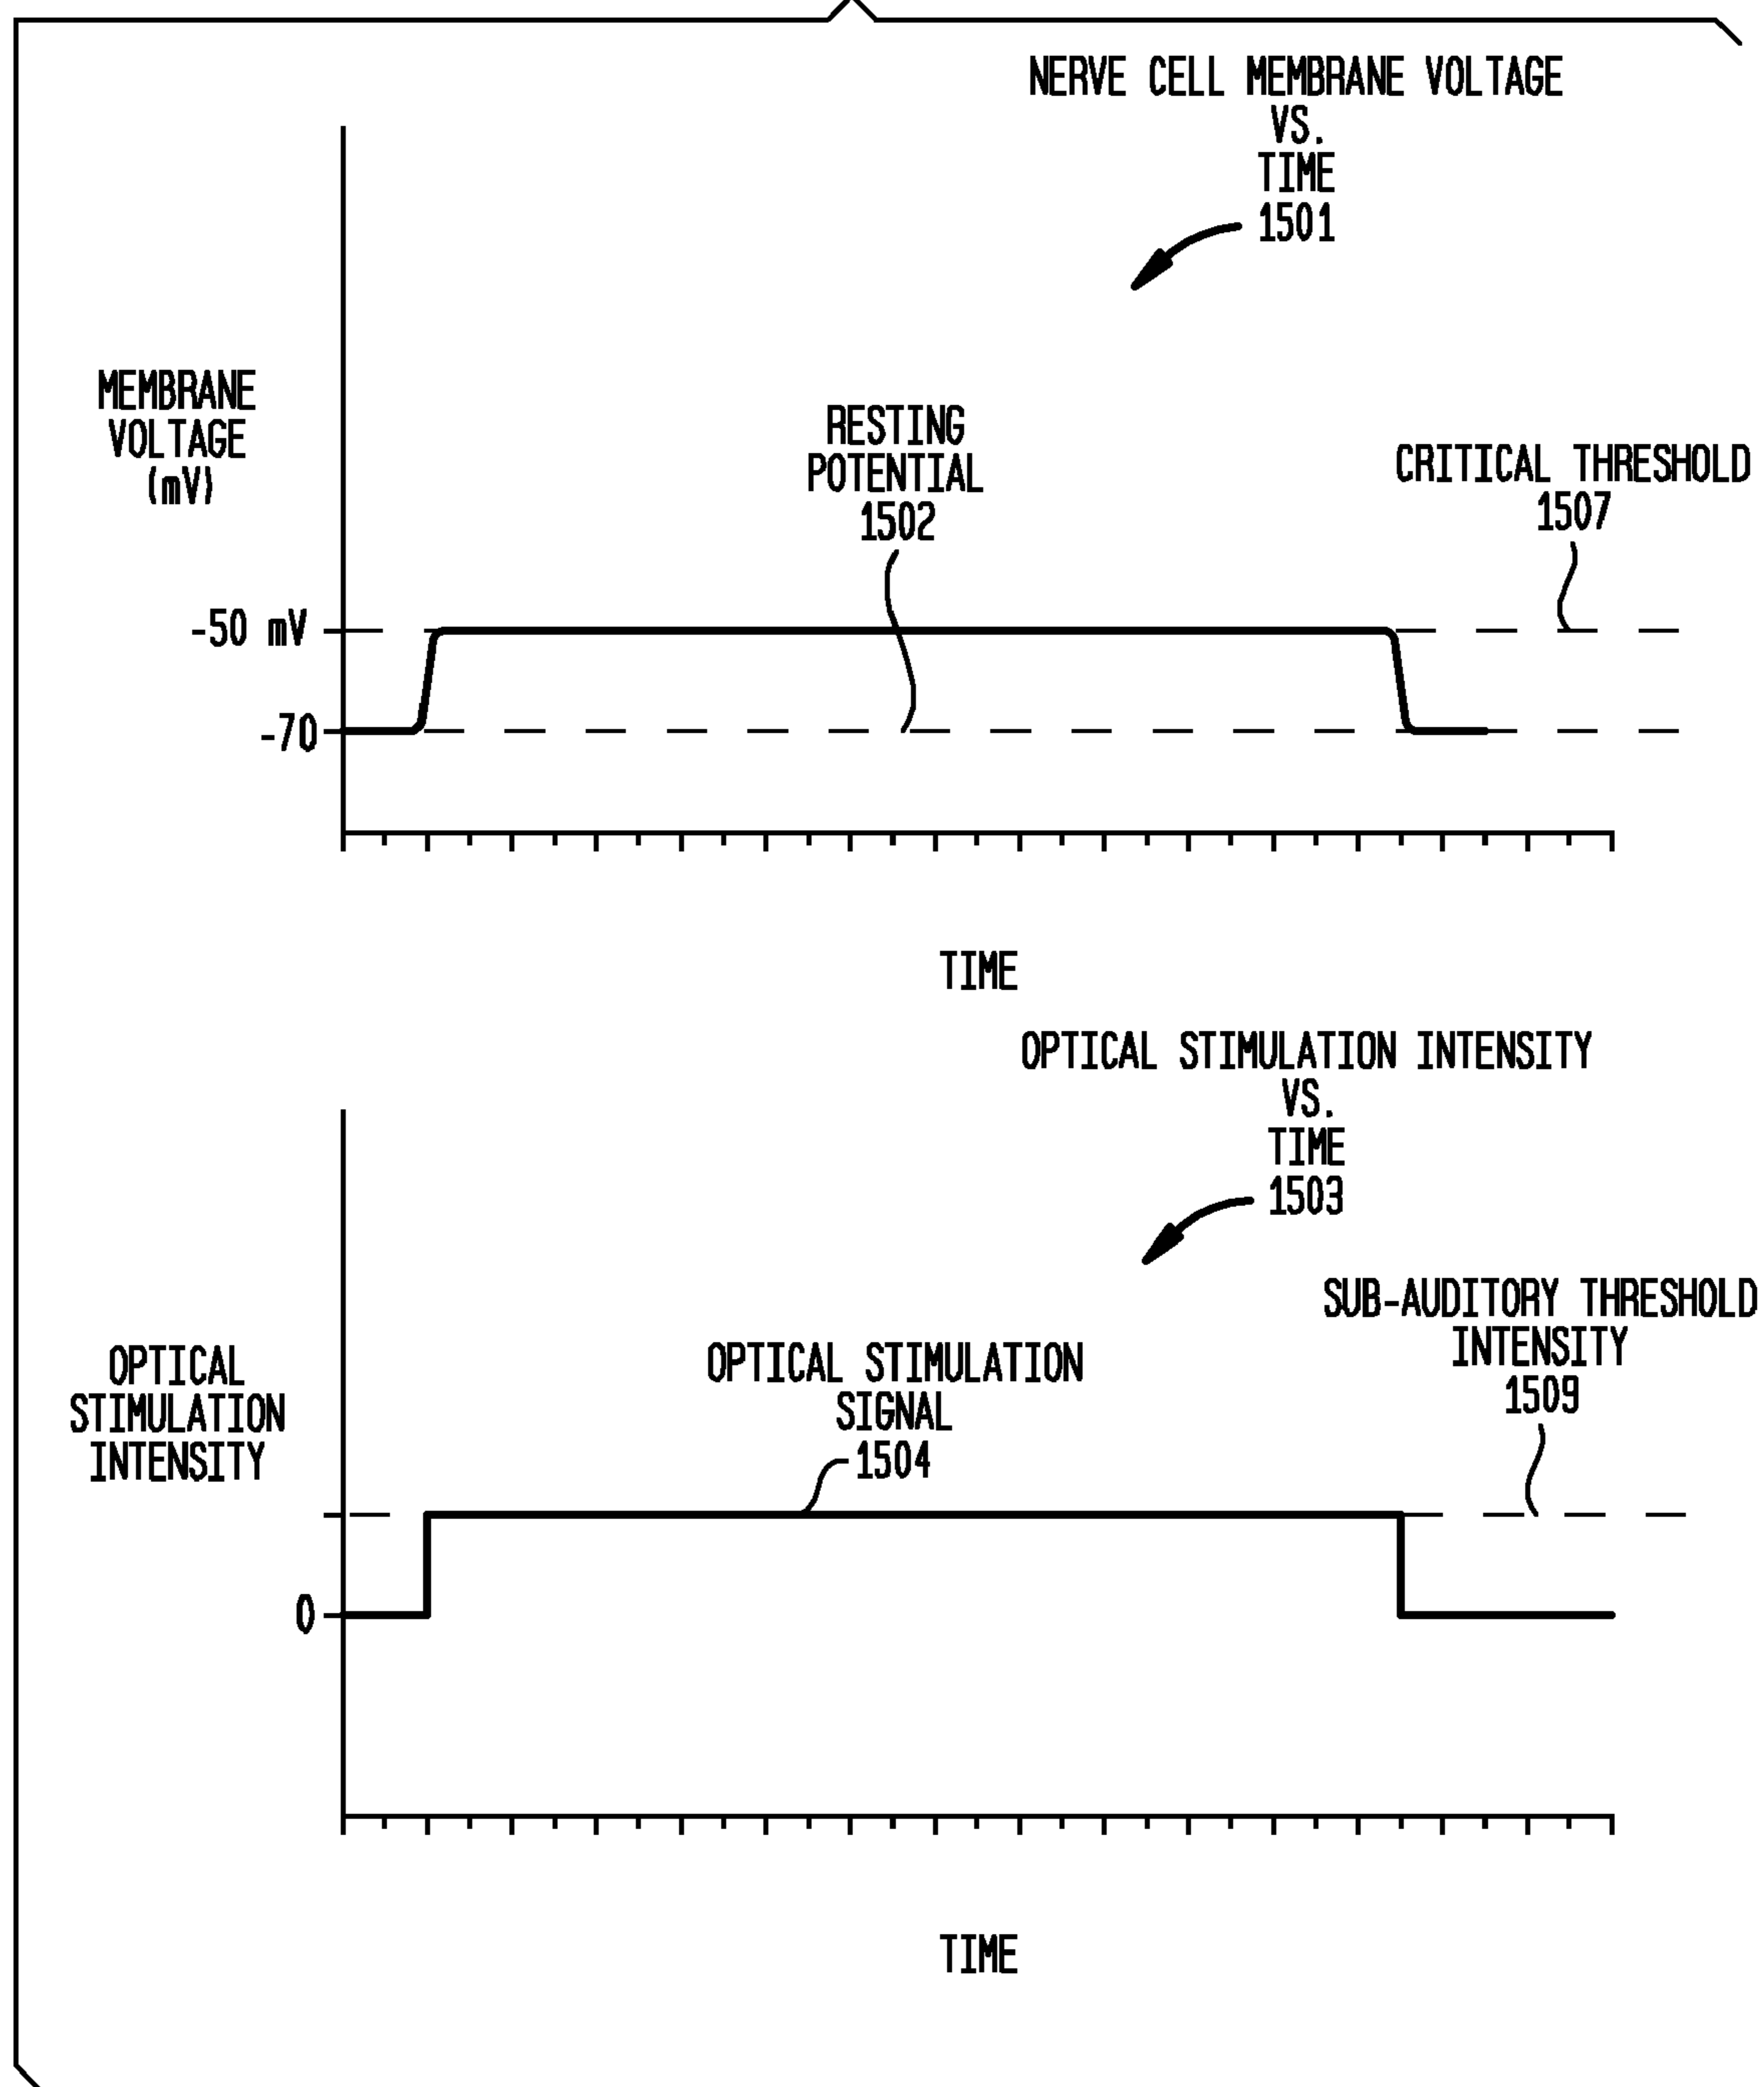 NERVE CELL MEMBRANE VOLTAGE
VS.
TIME
1501
MEMBRANE
VOLTAGE
(mV)
RESTING
POTENTIAL
1502
CRITICAL THRESHOLD
1507
-50 mV
-70
TIME
OPTICAL STIMULATION INTENSITY
VS.
TIME
1503
SUB-AUDITORY THRESHOLD
INTENSITY
1509
OPTICAL
STIMULATION
INTENSITY
OPTICAL STIMULATION
SIGNAL
1504
0
TIME